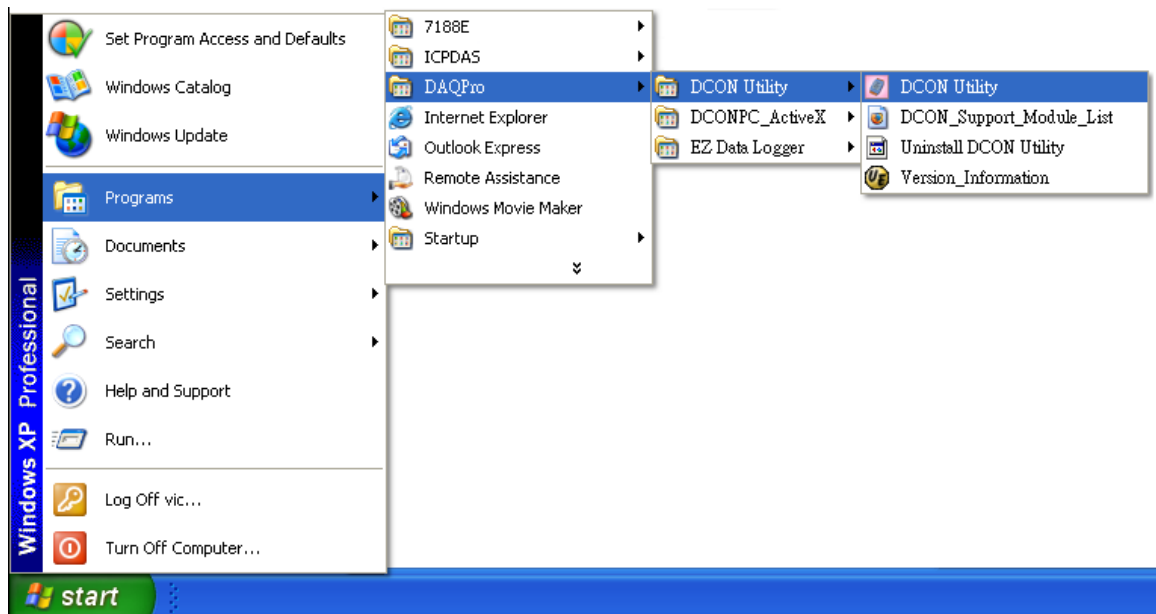 Windows XP Professional
Set Program Access and Defaults
Windows Catalog
Windows Update
Programs
Documents
Settings
Search
Help and Support
Run...
Log Off vic...
Turn Off Computer...
7188E
ICPDAS
DAQPro
Internet Explorer
Outlook Express
Remote Assistance
Windows Movie Maker
Startup
DCON Utility
DCONPC_ActiveX
EZ Data Logger
DCON Utility
DCON_Support_Module_List
Uninstall DCON Utility
Version_Information
start